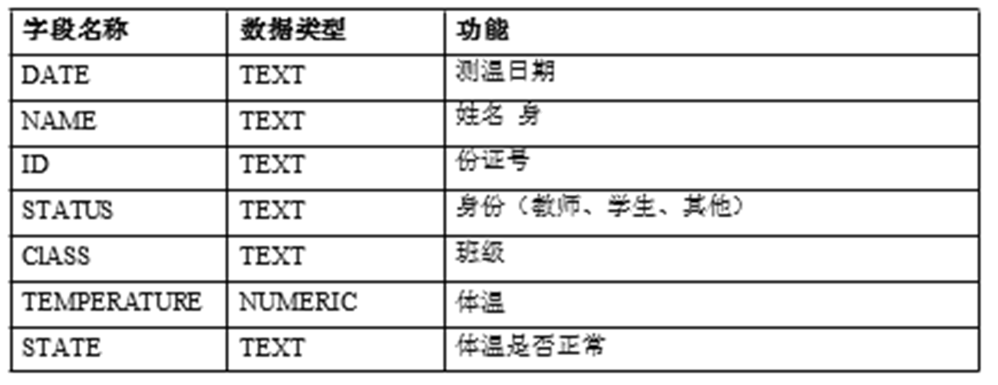 字段名称 数据类型 功能
DATE TEXT 测温日期
NAME TEXT 姓名 身
ID TEXT 份证号
STATUS TEXT 身份（教师、学生、其他）
ClASS TEXT 班级
TEMPERATURE NUMERIC 体温
STATE TEXT 体温是否正常